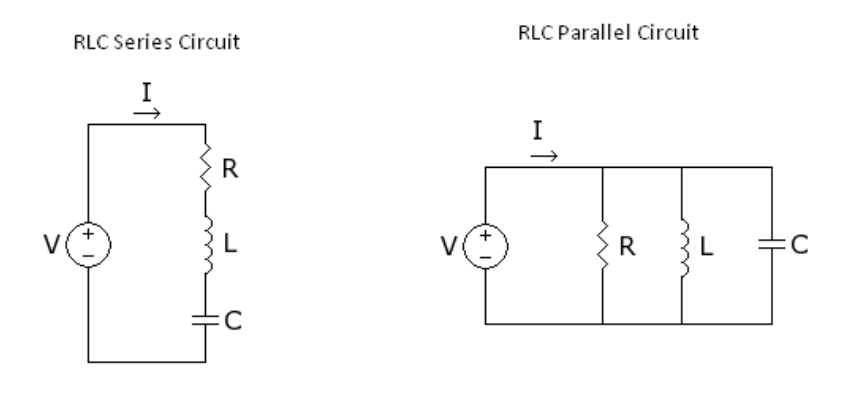 RLC Series Circuit
I
R
V
+
−
L
C
RLC Parallel Circuit
I
V
+
−
R
L
C